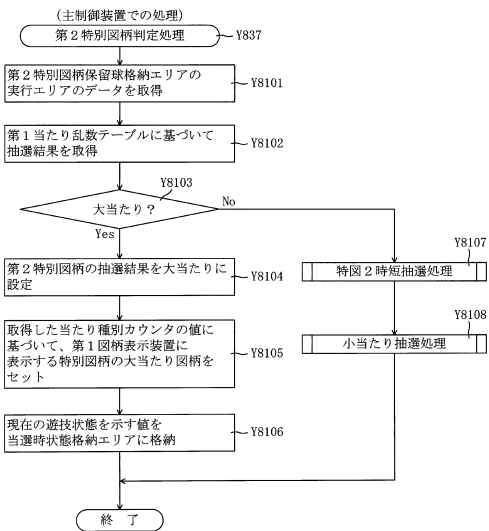 (主制御装置での処理)
第2特別図柄判定処理
Y837
第2特別図柄保留球格納エリアの
実行エリアのデータを取得
Y8101
第1当たり乱数テーブルに基づいて
抽選結果を取得
Y8102
Y8103
大当たり?
No
Yes
第2特別図柄の抽選結果を大当たりに
設定
Y8104
Y8107
特図2時短抽選処理
取得した当たり種別カウンタの値に
基づいて、第1図柄表示装置に
表示する特別図柄の大当たり図柄を
セット
Y8105
Y8108
小当たり抽選処理
現在の遊技状態を示す値を
当選時状態格納エリアに格納
Y8106
終 了